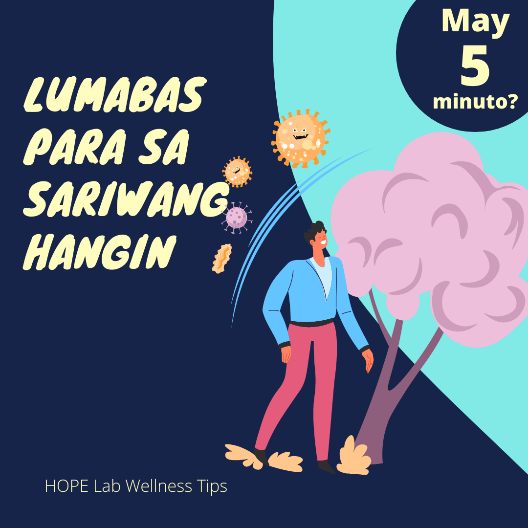 May
5
minuto?
LUMABAS
PARA SA
SARIWANG
HANGIN
HOPE Lab Wellness Tips